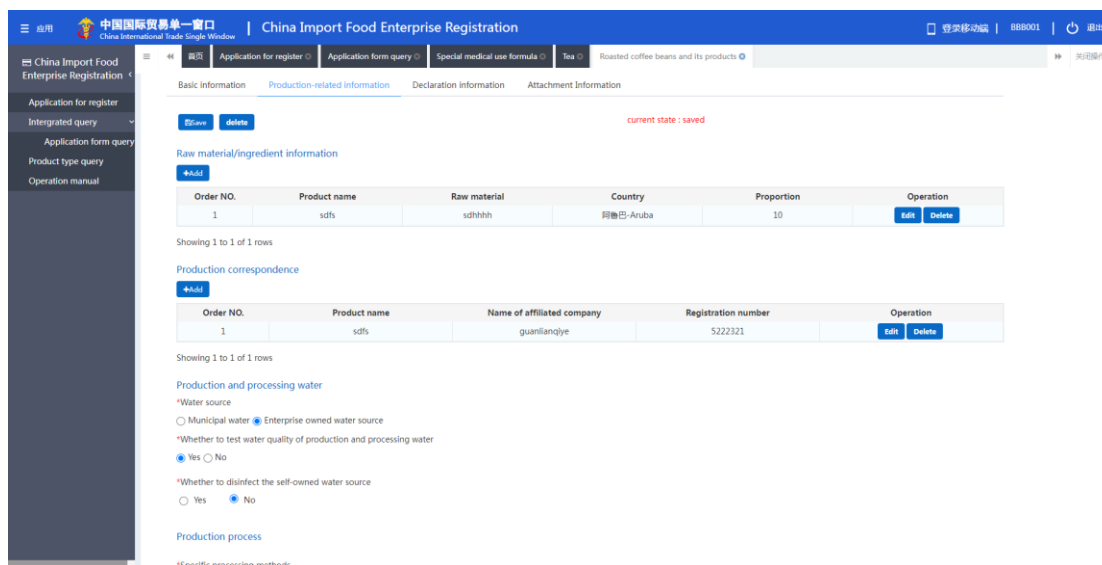 应用 中国国际贸易单一窗口 China International Trade Single Window | China Import Food Enterprise Registration 登录移动端 | BBB001 | 退出
China Import Food Enterprise Registration
首页 Application for register Application form query Special medical use formula Tea Roasted coffee beans and its products 关闭操作
Basic information Production-related information Declaration information Attachment Information
Application for register
Intergrated query
Application form query
Product type query
Operation manual
Save delete current state : saved
Raw material/ingredient information
+Add
Order NO. Product name Raw material Country Proportion Operation
1 sdfs sdhhhh 阿鲁巴-Aruba 10 Edit Delete
Showing 1 to 1 of 1 rows
Production correspondence
+Add
Order NO. Product name Name of affiliated company Registration number Operation
1 sdfs guanlianqiye 5222321 Edit Delete
Showing 1 to 1 of 1 rows
Production and processing water
*Water source
Municipal water Enterprise owned water source
*Whether to test water quality of production and processing water
Yes No
*Whether to disinfect the self-owned water source
Yes No
Production process
*Specific processing methods